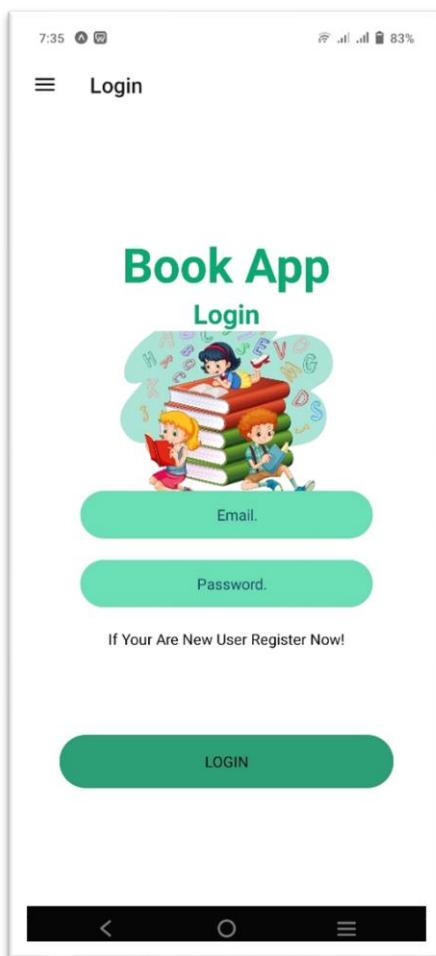 7:35 83%
Login
Book App
Login
Email.
Password.
If Your Are New User Register Now!
LOGIN